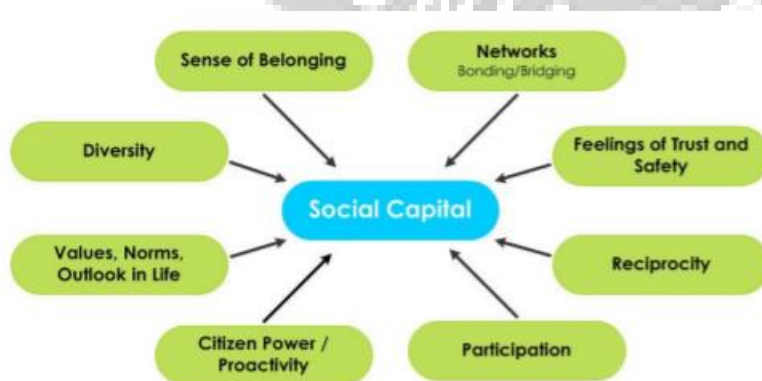 Sense of Belonging
Networks
Bonding/Bridging
Diversity
Feelings of Trust and
Safety
Social Capital
Values, Norms,
Outlook in Life
Reciprocity
Citizen Power /
Proactivity
Participation